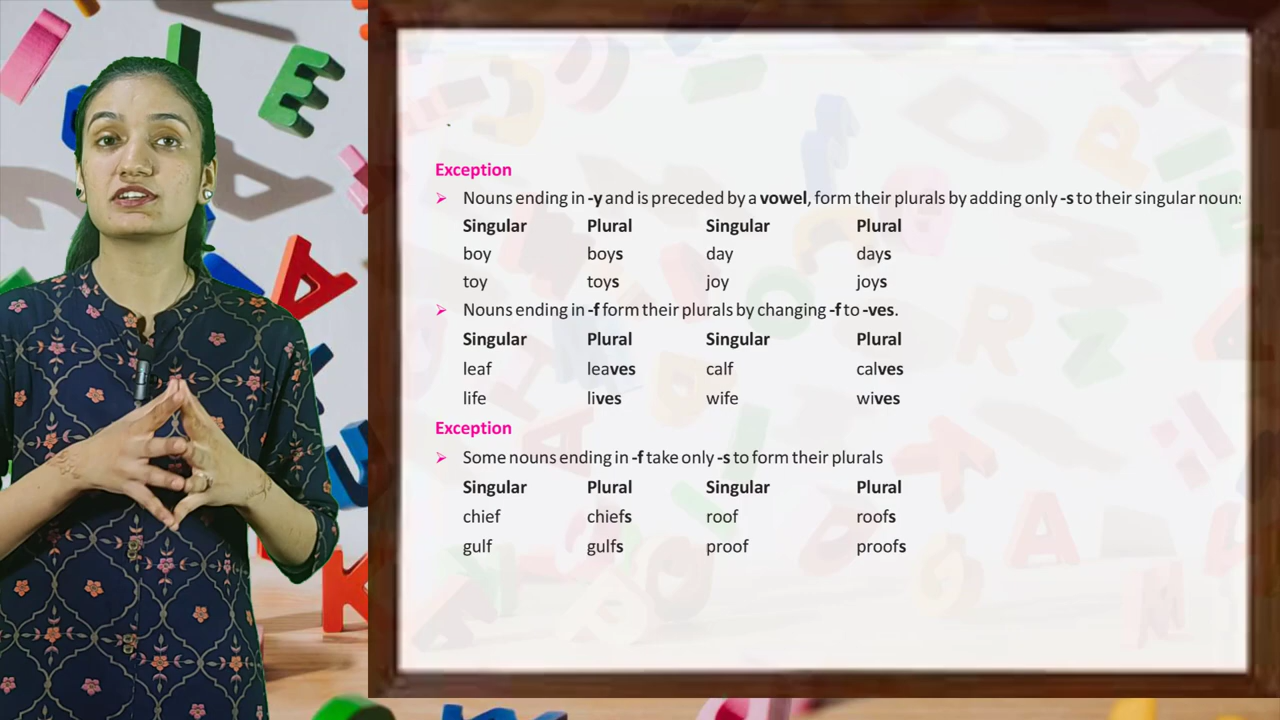 Exception
➢ Nouns ending in -y and is preceded by a vowel, form their plurals by adding only -s to their singular nouns
Singular Plural Singular Plural
boy boys day days
toy toys joy joys
➢ Nouns ending in -f form their plurals by changing -f to -ves.
Singular Plural Singular Plural
leaf leaves calf calves
life lives wife wives
Exception
➢ Some nouns ending in -f take only -s to form their plurals
Singular Plural Singular Plural
chief chiefs roof roofs
gulf gulfs proof proofs